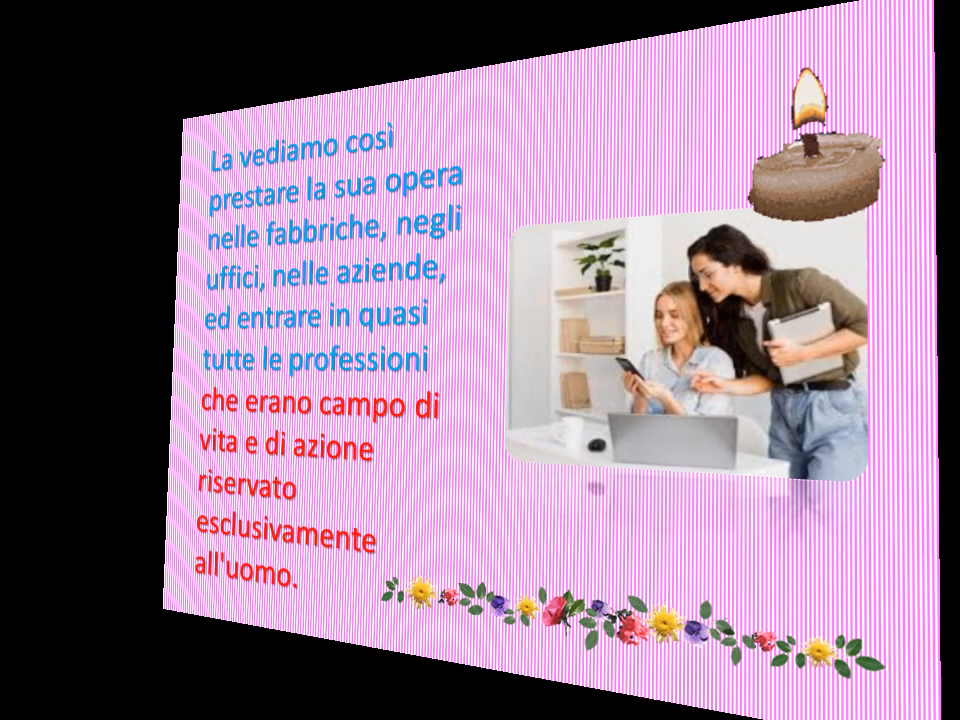 La vediamo così
prestare la sua opera
nelle fabbriche, negli
uffici, nelle aziende,
ed entrare in quasi
tutte le professioni
che erano campo di
vita e di azione
riservato
esclusivamente
all'uomo.